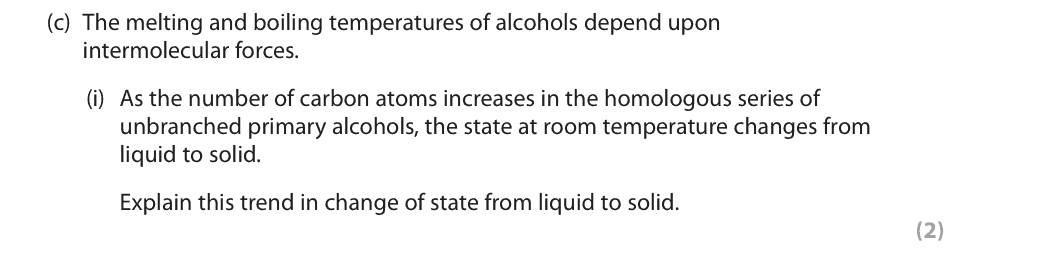 (c) The melting and boiling temperatures of alcohols depend upon
intermolecular forces.
(i) As the number of carbon atoms increases in the homologous series of
unbranched primary alcohols, the state at room temperature changes from
liquid to solid.
Explain this trend in change of state from liquid to solid.
(2)